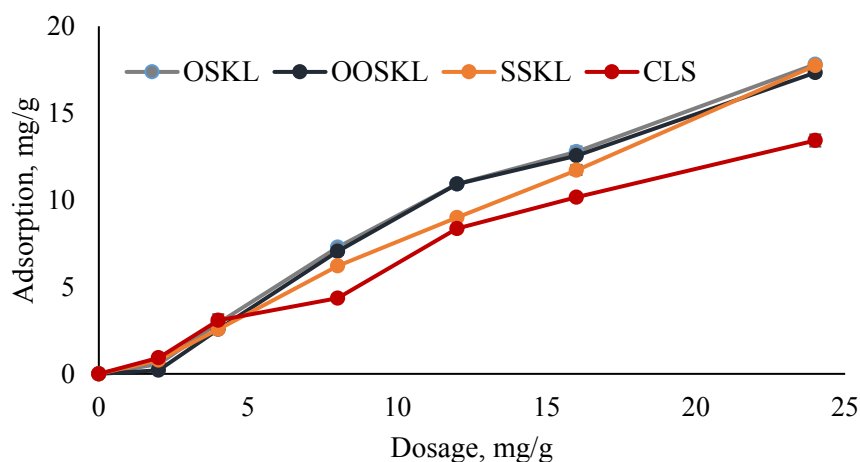 20
OSKL OOSKL SSKL CLS
15
10
5
0
Adsorption, mg/g
0 5 10 15 20 25
Dosage, mg/g